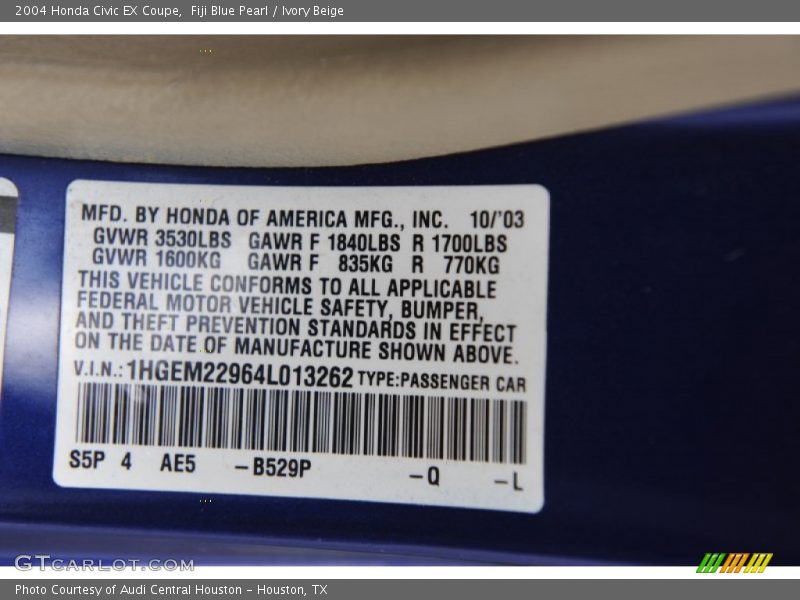 2004 Honda Civic EX Coupe,  Fiji Blue Pearl / Ivory Beige
MFD. BY HONDA OF AMERICA MFG., INC. 10/'03
GVWR 3530LBS GAWR F 1840LBS R 1700LBS
GVWR 1600KG GAWR F 835KG R 770KG
THIS VEHICLE CONFORMS TO ALL APPLICABLE
FEDERAL MOTOR VEHICLE SAFETY, BUMPER,
AND THEFT PREVENTION STANDARDS IN EFFECT
ON THE DATE OF MANUFACTURE SHOWN ABOVE.
V.I.N.: 1HGEM22964L013262 TYPE:PASSENGER CAR
S5P 4 AE5 –B529P –Q –L
GTCARLOT.COM
Photo Courtesy of Audi Central Houston - Houston, TX